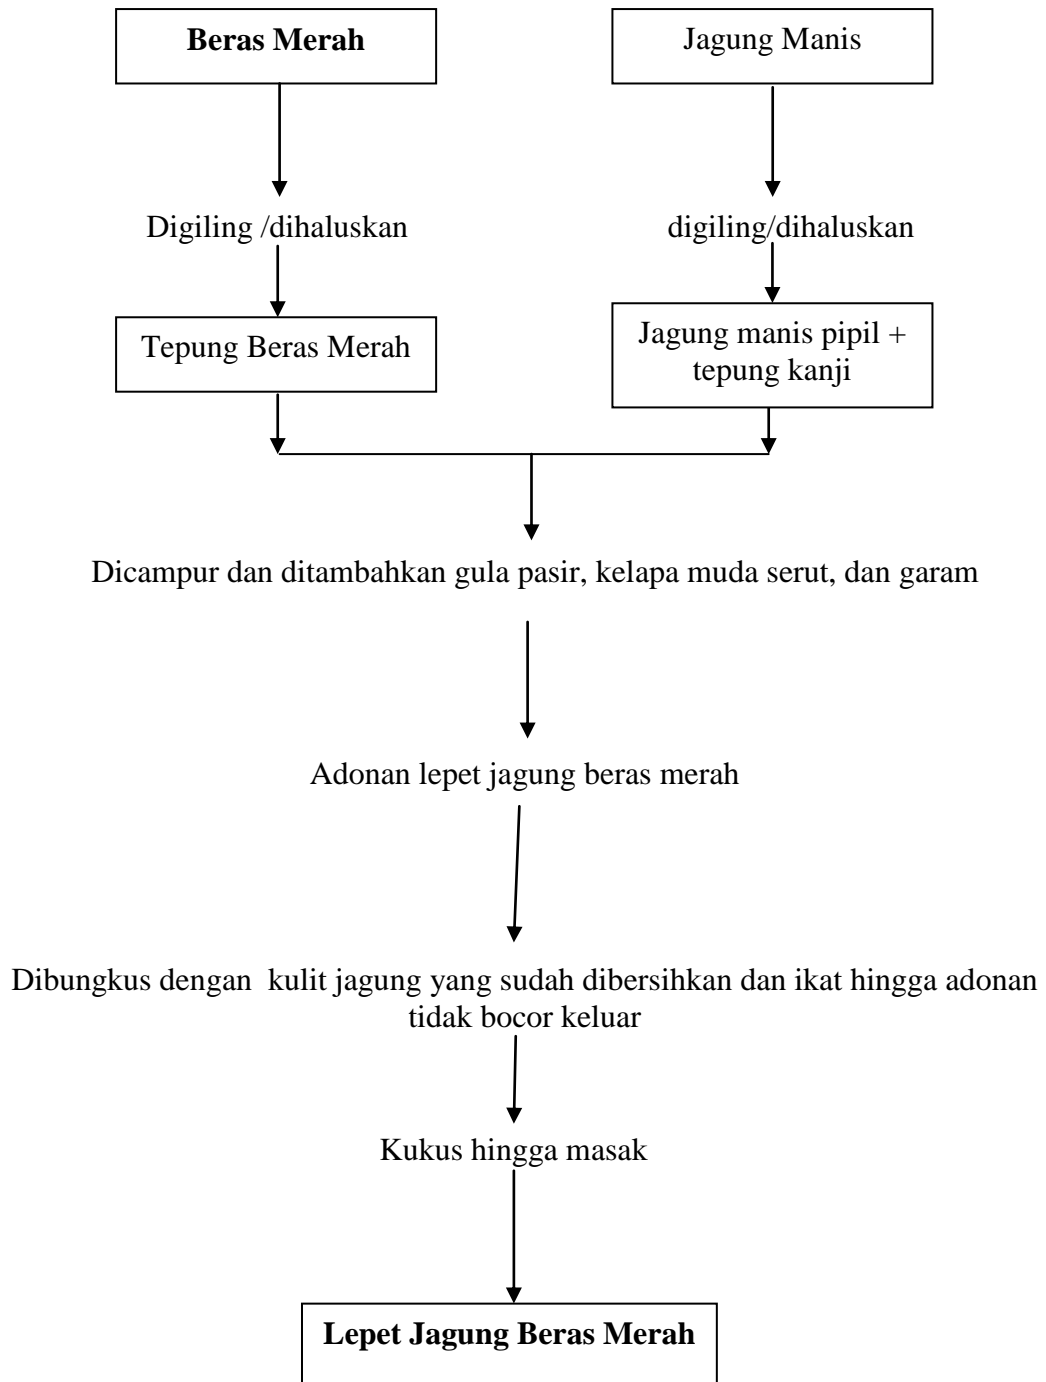 Beras Merah
Jagung Manis
Digiling /dihaluskan
digiling/dihaluskan
Tepung Beras Merah
Jagung manis pipil +
tepung kanji
Dicampur dan ditambahkan gula pasir, kelapa muda serut, dan garam
Adonan lepet jagung beras merah
Dibungkus dengan  kulit jagung yang sudah dibersihkan dan ikat hingga adonan
tidak bocor keluar
Kukus hingga masak
Lepet Jagung Beras Merah